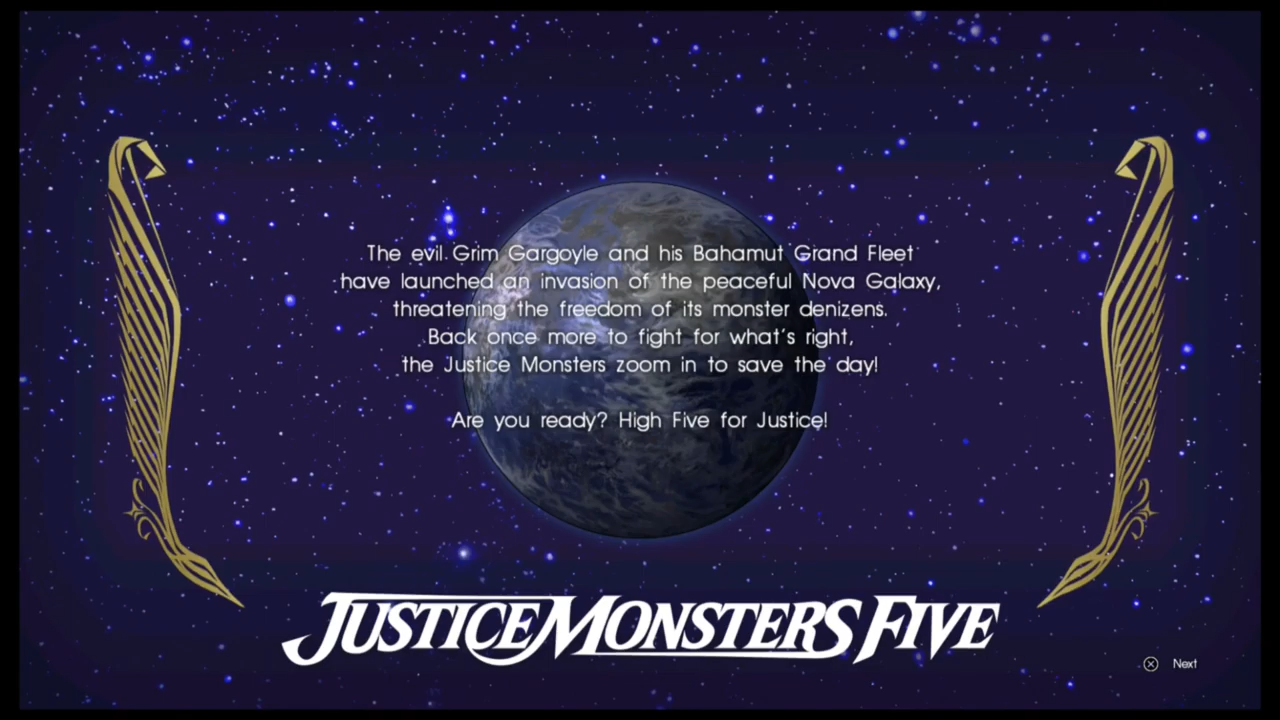 The evil Grim Gargoyle and his Bahamut Grand Fleet
have launched an invasion of the peaceful Nova Galaxy,
threatening the freedom of its monster denizens.
Back once more to fight for what's right,
the Justice Monsters zoom in to save the day!
Are you ready? High Five for Justice!
JUSTICE MONSTERS FIVE
Next